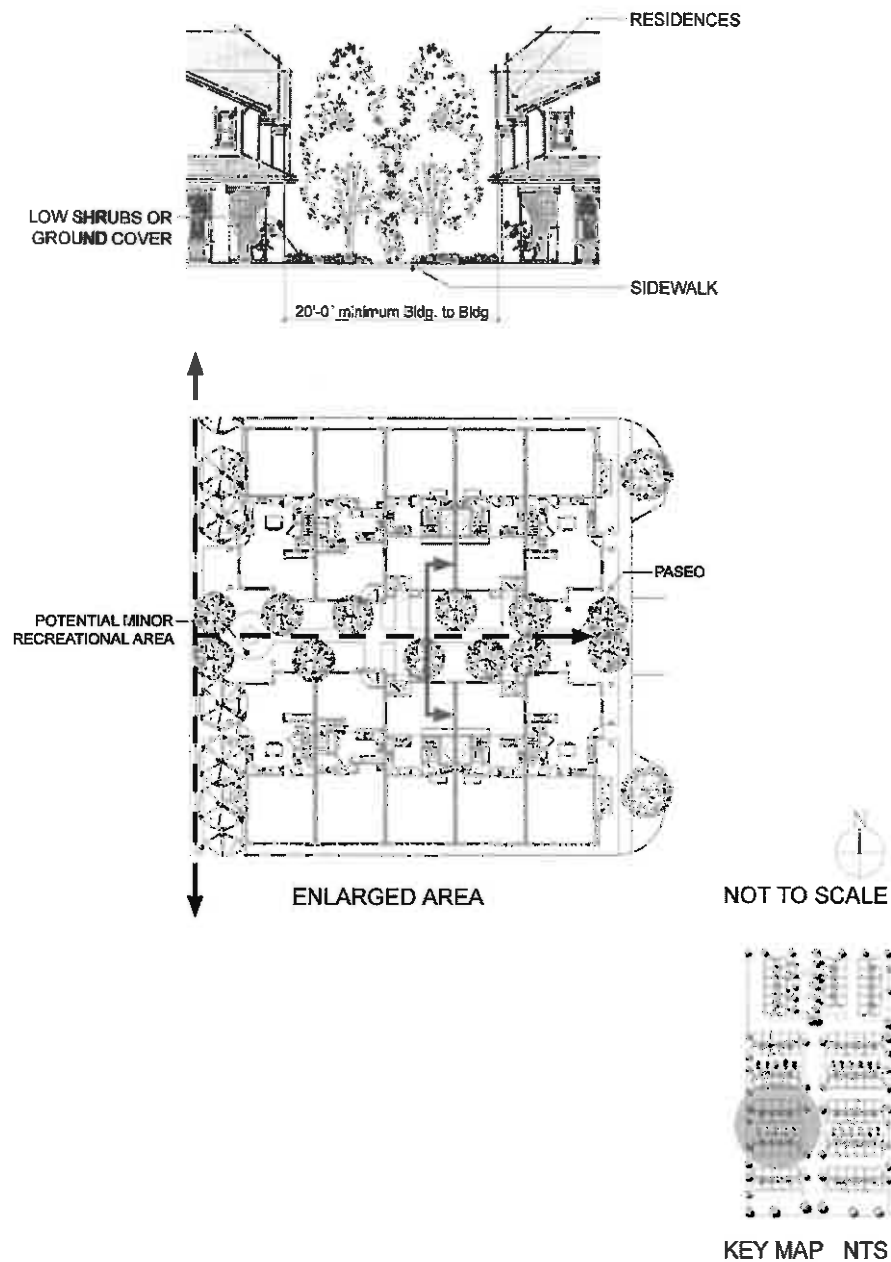 RESIDENCES
LOW SHRUBS OR
GROUND COVER
SIDEWALK
20'-0" minimum Bldg. to Bldg
PASEO
POTENTIAL MINOR
RECREATIONAL AREA
N
ENLARGED AREA
NOT TO SCALE
KEY MAP NTS